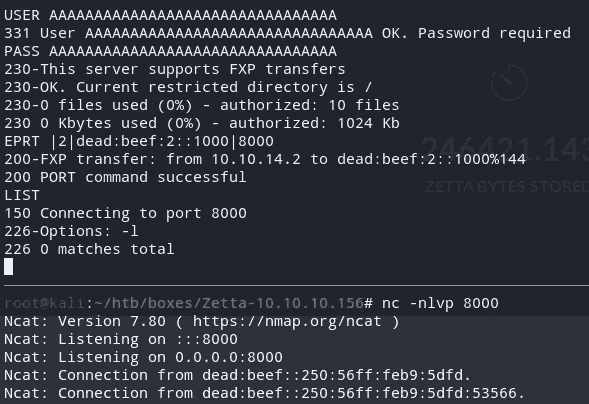 USER AAAAAAAAAAAAAAAAAAAAAAAAAAAAAAAA
331 User AAAAAAAAAAAAAAAAAAAAAAAAAAAAAAAA OK. Password required
PASS AAAAAAAAAAAAAAAAAAAAAAAAAAAAAAAA
230-This server supports FXP transfers
230-OK. Current restricted directory is /
230-0 files used (0%) - authorized: 10 files
230 0 Kbytes used (0%) - authorized: 1024 Kb
EPRT |2|dead:beef:2::1000|8000
246421.143
200-FXP transfer: from 10.10.14.2 to dead:beef:2::1000%144
200 PORT command successful
ZETTA BYTES STORED
LIST
150 Connecting to port 8000
226-Options: -l
226 0 matches total
root@kali:~/htb/boxes/Zetta-10.10.10.156# nc -nlvp 8000
Ncat: Version 7.80 ( https://nmap.org/ncat )
Ncat: Listening on :::8000
Ncat: Listening on 0.0.0.0:8000
Ncat: Connection from dead:beef::250:56ff:feb9:5dfd.
Ncat: Connection from dead:beef::250:56ff:feb9:5dfd:53566.